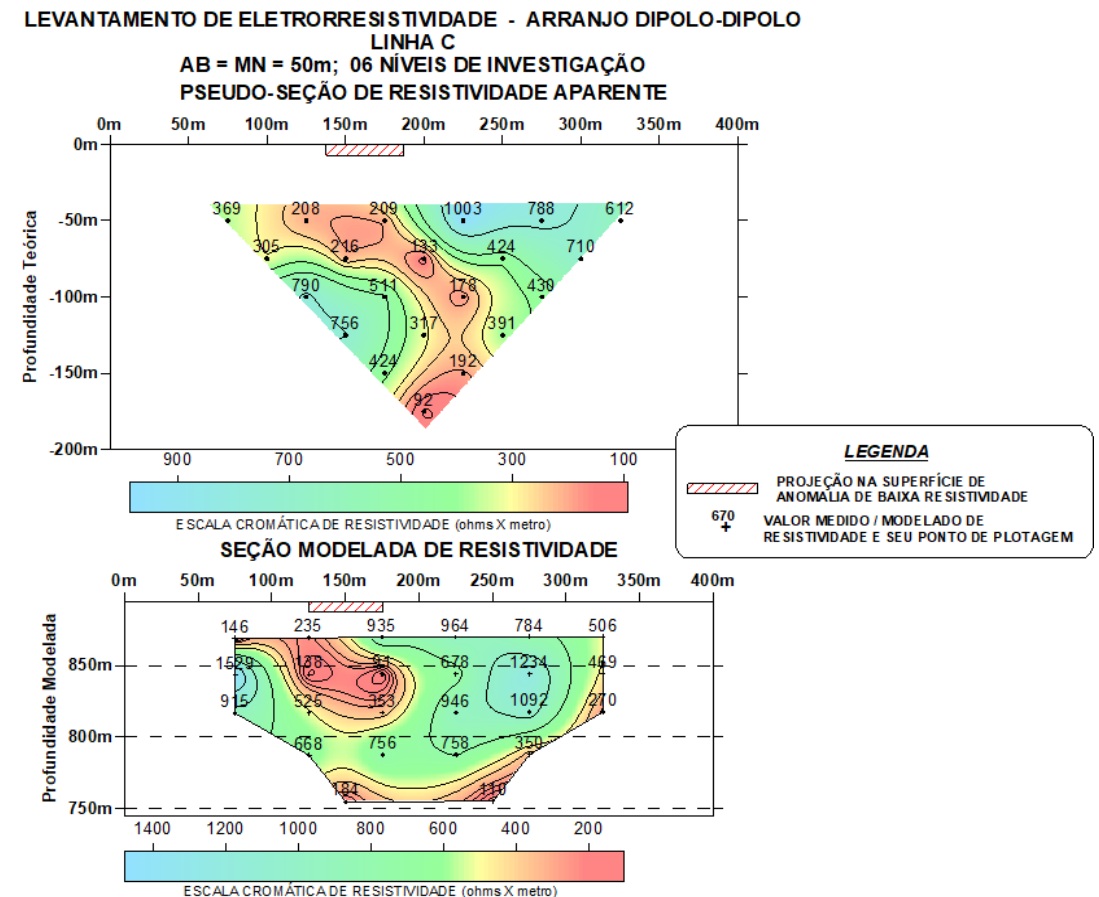 LEVANTAMENTO DE ELETRORRESISTIVIDADE - ARRANJO DIPOLO-DIPOLO
LINHA C
AB = MN = 50m; 06 NÍVEIS DE INVESTIGAÇÃO
PSEUDO-SEÇÃO DE RESISTIVIDADE APARENTE
0m 50m 100m 150m 200m 250m 300m 350m 400m
0m
Profundidade Teórica
369 208 209 1003 788 612
-50m
305 216 133 424 710
790 511 178 430
-100m
756 317 391
424 192
-150m
92
-200m
900 700 500 300 100
ESCALA CROMÁTICA DE RESISTIVIDADE (ohms X metro)
LEGENDA
PROJEÇÃO NA SUPERFÍCIE DE
ANOMALIA DE BAIXA RESISTIVIDADE
670
VALOR MEDIDO / MODELADO DE
RESISTIVIDADE E SEU PONTO DE PLOTAGEM
SEÇÃO MODELADA DE RESISTIVIDADE
0m 50m 100m 150m 200m 250m 300m 350m 400m
Profundidade Modelada
146 235 935 964 784 506
850m
1529 138 91 678 1234 469
915 525 353 946 1092 270
800m
668 756 758 350
184 110
750m
1400 1200 1000 800 600 400 200
ESCALA CROMÁTICA DE RESISTIVIDADE (ohms X metro)